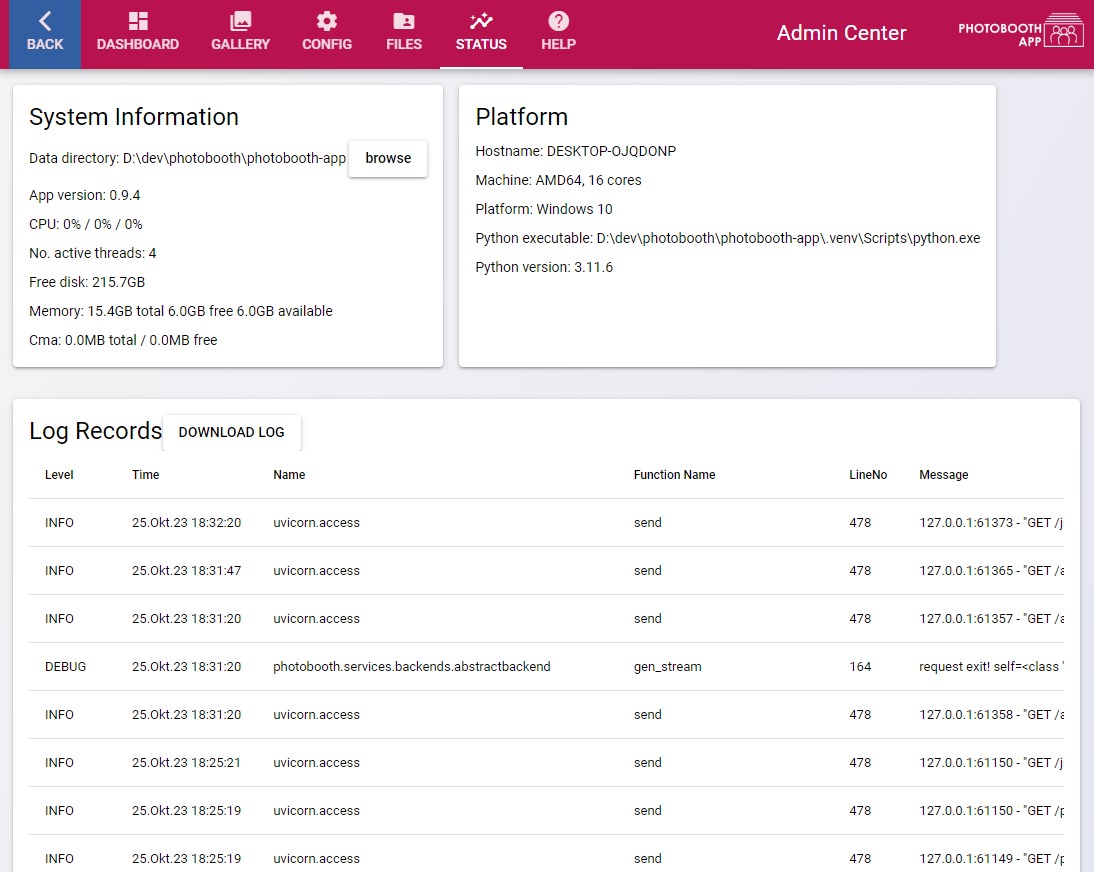 BACK DASHBOARD GALLERY CONFIG FILES STATUS HELP Admin Center PHOTOBOOTH APP
System Information
Data directory: D:\dev\photobooth\photobooth-app browse
App version: 0.9.4
CPU: 0% / 0% / 0%
No. active threads: 4
Free disk: 215.7GB
Memory: 15.4GB total 6.0GB free 6.0GB available
Cma: 0.0MB total / 0.0MB free
Platform
Hostname: DESKTOP-OJQDONP
Machine: AMD64, 16 cores
Platform: Windows 10
Python executable: D:\dev\photobooth\photobooth-app\.venv\Scripts\python.exe
Python version: 3.11.6
Log Records DOWNLOAD LOG
Level Time Name Function Name LineNo Message
INFO 25.Okt.23 18:32:20 uvicorn.access send 478 127.0.0.1:61373 - "GET /j
INFO 25.Okt.23 18:31:47 uvicorn.access send 478 127.0.0.1:61365 - "GET /a
INFO 25.Okt.23 18:31:20 uvicorn.access send 478 127.0.0.1:61357 - "GET /a
DEBUG 25.Okt.23 18:31:20 photobooth.services.backends.abstractbackend gen_stream 164 request exit! self=<class '
INFO 25.Okt.23 18:31:20 uvicorn.access send 478 127.0.0.1:61358 - "GET /a
INFO 25.Okt.23 18:25:21 uvicorn.access send 478 127.0.0.1:61150 - "GET /j
INFO 25.Okt.23 18:25:19 uvicorn.access send 478 127.0.0.1:61150 - "GET /p
INFO 25.Okt.23 18:25:19 uvicorn.access send 478 127.0.0.1:61149 - "GET /p